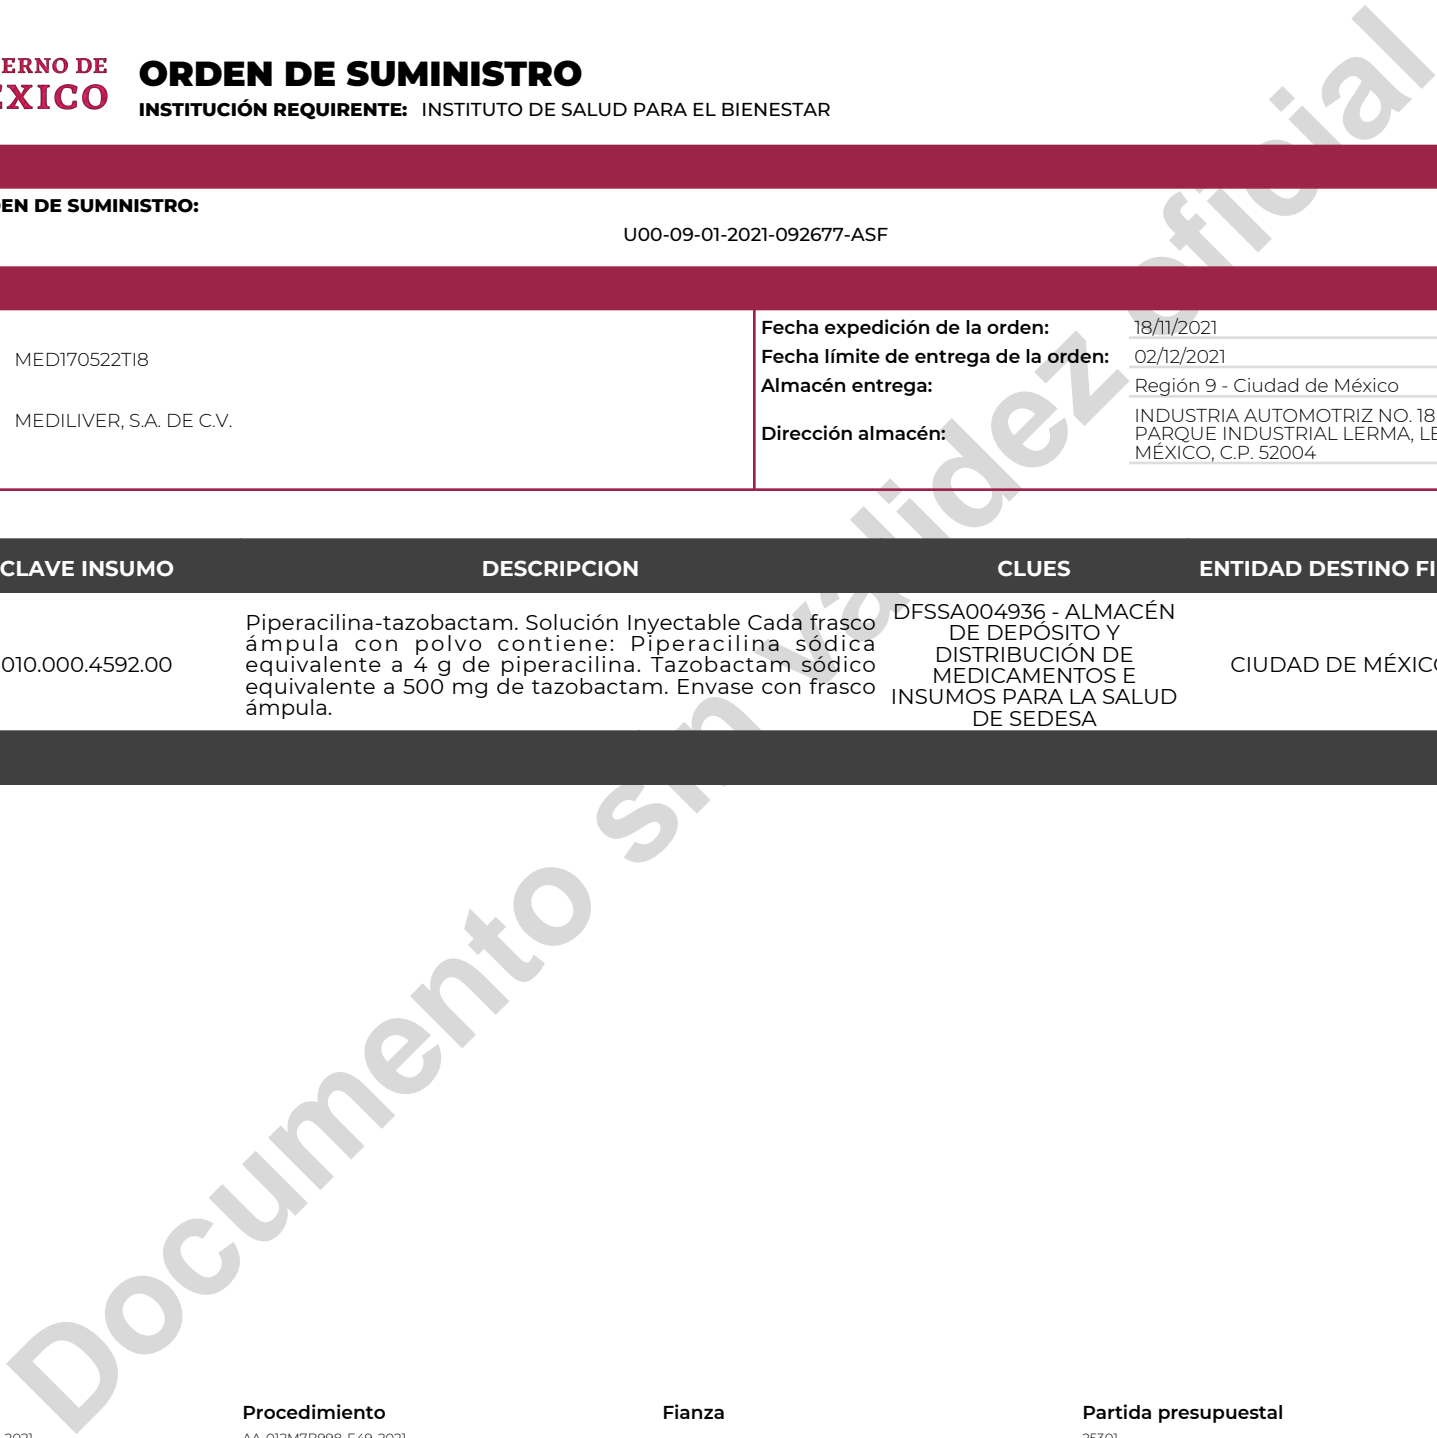 ERNO DE
ORDEN DE SUMINISTRO
EXICO
INSTITUCIÓN REQUIRENTE: INSTITUTO DE SALUD PARA EL BIENESTAR
EN DE SUMINISTRO:
U00-09-01-2021-092677-ASF
MED170522TI8
MEDILIVER, S.A. DE C.V.
Fecha expedición de la orden: 18/11/2021
Fecha límite de entrega de la orden: 02/12/2021
Almacén entrega: Región 9 - Ciudad de México
Dirección almacén:
INDUSTRIA AUTOMOTRIZ NO. 18
PARQUE INDUSTRIAL LERMA, LE
MÉXICO, C.P. 52004
CLAVE INSUMO DESCRIPCION CLUES ENTIDAD DESTINO FI
010.000.4592.00
Piperacilina-tazobactam. Solución Inyectable Cada frasco
ámpula con polvo contiene: Piperacilina sódica
equivalente a 4 g de piperacilina. Tazobactam sódico
equivalente a 500 mg de tazobactam. Envase con frasco
ámpula.
DFSSA004936 - ALMACÉN
DE DEPÓSITO Y
DISTRIBUCIÓN DE
MEDICAMENTOS E
INSUMOS PARA LA SALUD
DE SEDESA
CIUDAD DE MÉXICO
Documento sin validez oficial
Procedimiento Fianza Partida presupuestal